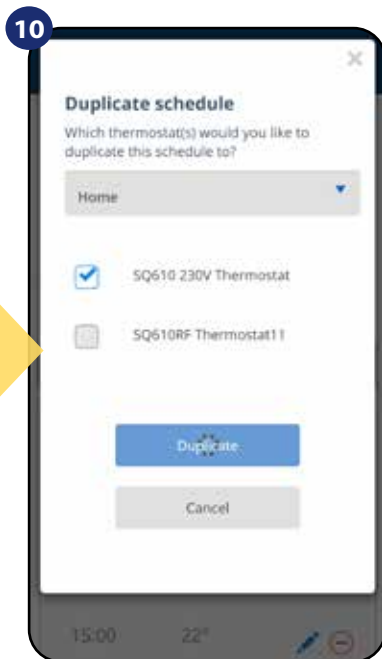 10
Duplicate schedule
Which thermostat(s) would you like to
duplicate this schedule to?
Home
SQ610 230V Thermostat
SQ610RF Thermostat11
Duplicate
Cancel
15:00 22°